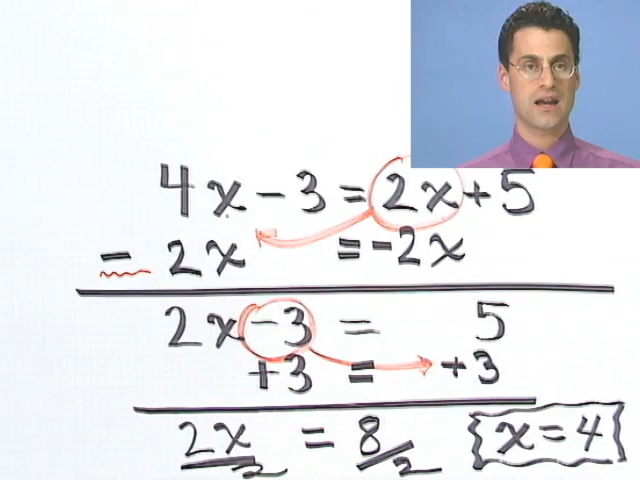 4x - 3 = 2x + 5
- 2x = -2x
2x - 3 = 5
+3 = +3
2x/2 = 8/2 x = 4